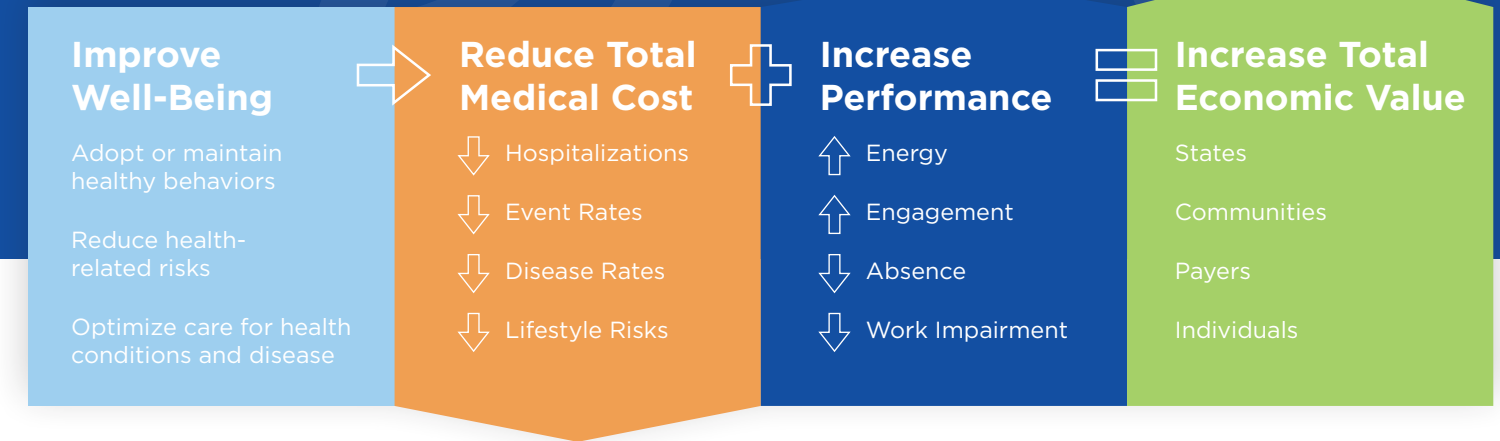 Improve
Well-Being
Adopt or maintain
healthy behaviors
Reduce health-
related risks
Optimize care for health
conditions and disease
Reduce Total
Medical Cost
Hospitalizations
Event Rates
Disease Rates
Lifestyle Risks
Increase
Performance
Energy
Engagement
Absence
Work Impairment
Increase Total
Economic Value
States
Communities
Payers
Individuals